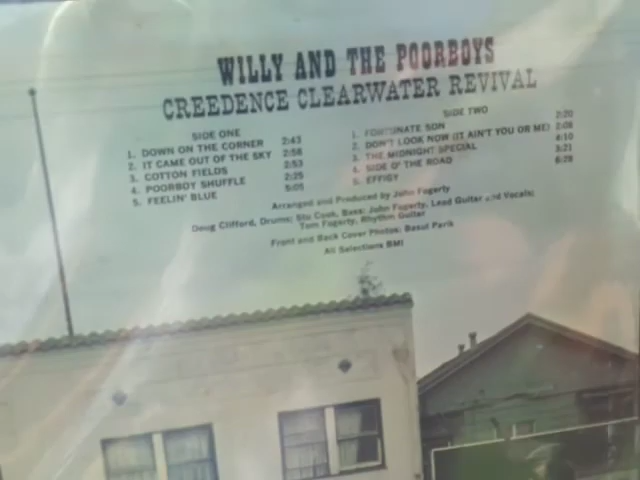 WILLY AND THE POORBOYS
CREEDENCE CLEARWATER REVIVAL
SIDE ONE
1. DOWN ON THE CORNER 2:43
2. IT CAME OUT OF THE SKY 2:56
3. COTTON FIELDS 2:53
4. POORBOY SHUFFLE 2:25
5. FEELIN' BLUE 5:05
SIDE TWO
1. FORTUNATE SON 2:20
2. DON'T LOOK NOW (IT AIN'T YOU OR ME) 2:08
3. THE MIDNIGHT SPECIAL 4:10
4. SIDE O' THE ROAD 3:21
5. EFFIGY 6:26
Arranged and Produced by John Fogerty
Doug Clifford, Drums; Stu Cook, Bass; John Fogerty, Lead Guitar and Vocals;
Tom Fogerty, Rhythm Guitar
Front and Back Cover Photos: Basul Parik
All Selections BMI